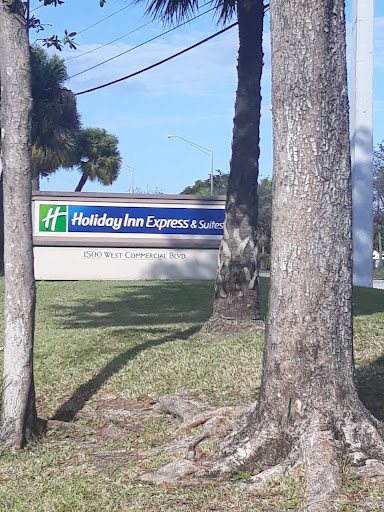 H Holiday Inn Express & Suites
1500 West Commercial Blvd.